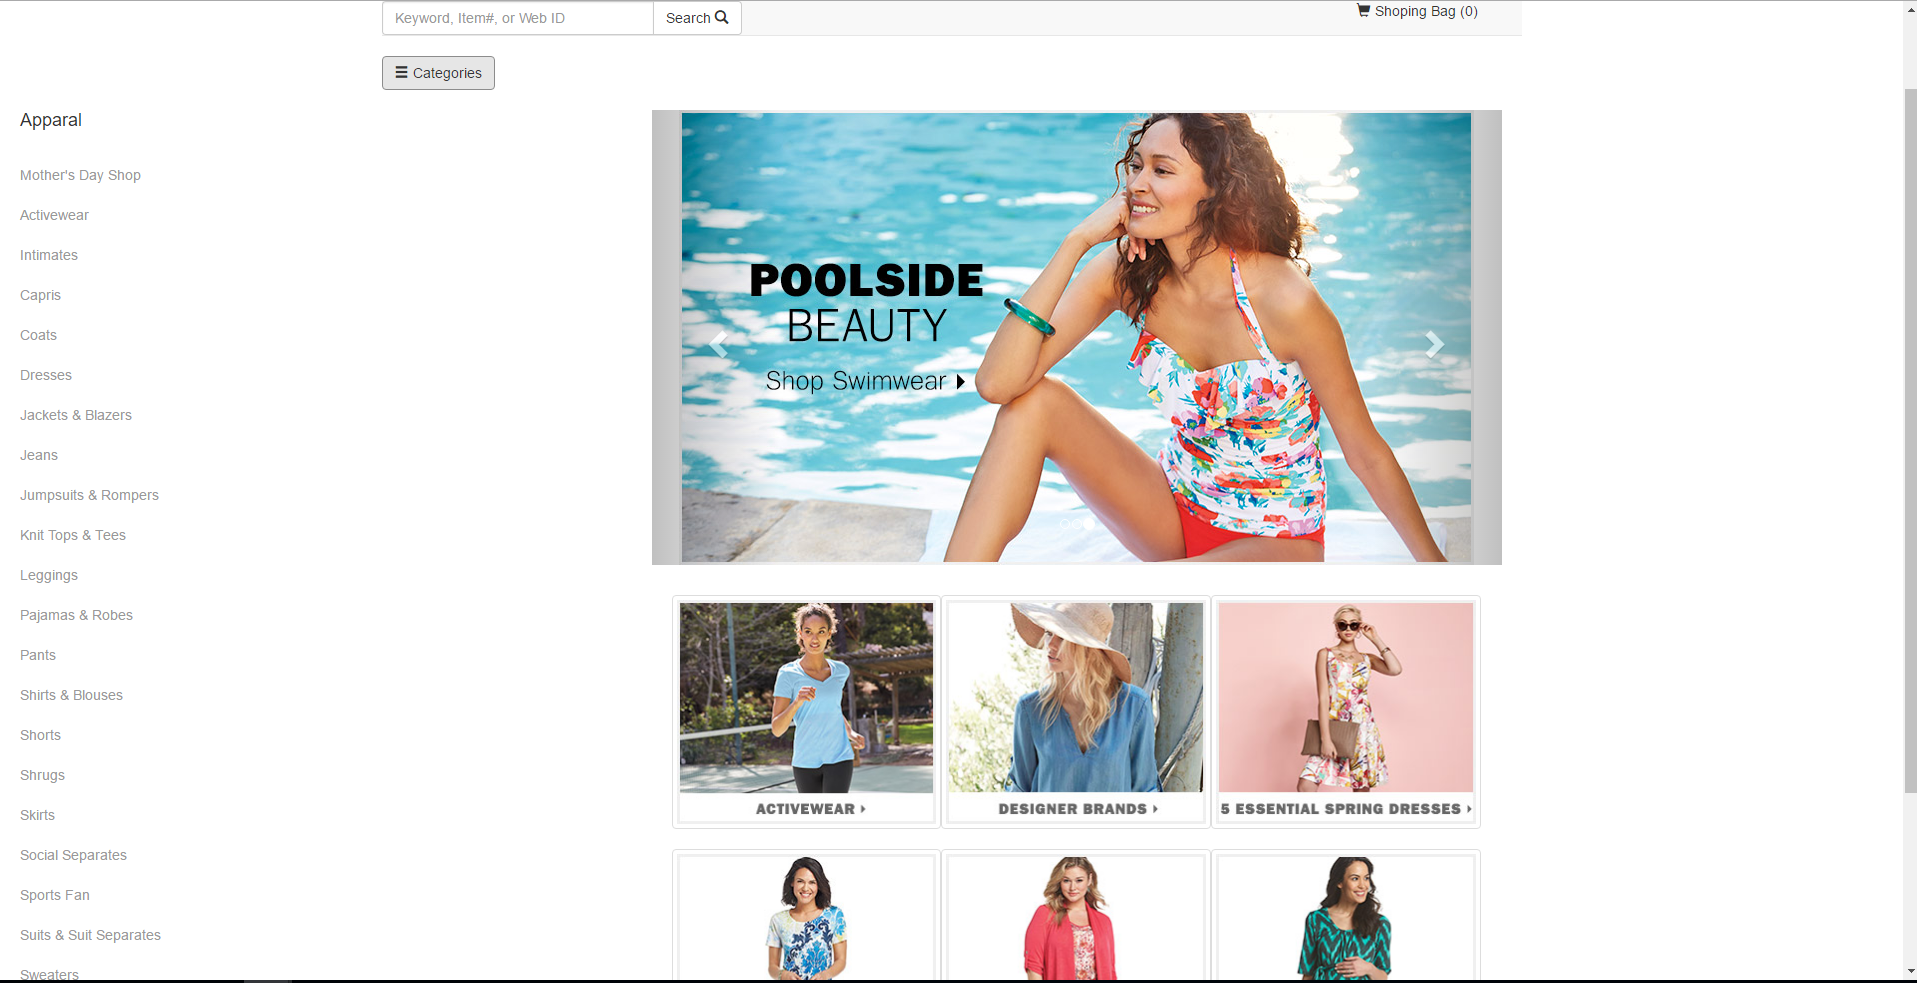 Keyword, Item#, or Web ID
Search
Shoping Bag (0)
Categories
Apparal
Mother's Day Shop
Activewear
Intimates
Capris
Coats
Dresses
Jackets & Blazers
Jeans
Jumpsuits & Rompers
Knit Tops & Tees
Leggings
Pajamas & Robes
Pants
Shirts & Blouses
Shorts
Shrugs
Skirts
Social Separates
Sports Fan
Suits & Suit Separates
Sweaters
POOLSIDE
BEAUTY
Shop Swimwear
ACTIVEWEAR
DESIGNER BRANDS
5 ESSENTIAL SPRING DRESSES